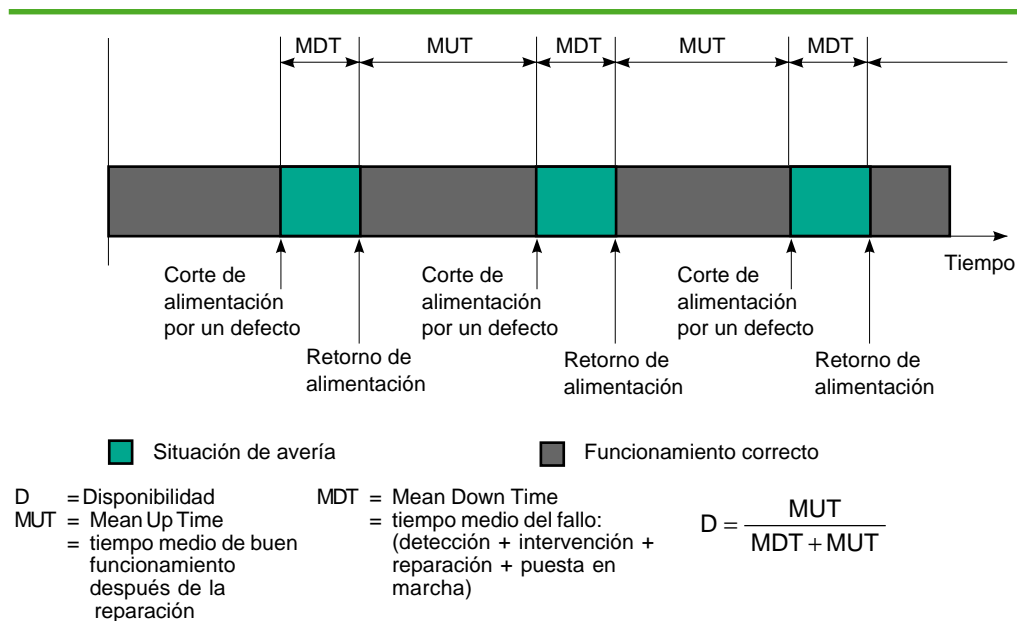 MDT
MUT
MDT
MUT
MDT
Tiempo
Corte de
alimentación
por un defecto
Corte de
alimentación
por un defecto
Corte de
alimentación
por un defecto
Retorno de
alimentación
Retorno de
alimentación
Retorno de
alimentación
Situación de avería
Funcionamiento correcto
D = Disponibilidad
MUT = Mean Up Time
= tiempo medio de buen
funcionamiento
después de la
reparación
MDT = Mean Down Time
= tiempo medio del fallo:
(detección + intervención +
reparación + puesta en
marcha)
D = MUT
MDT + MUT